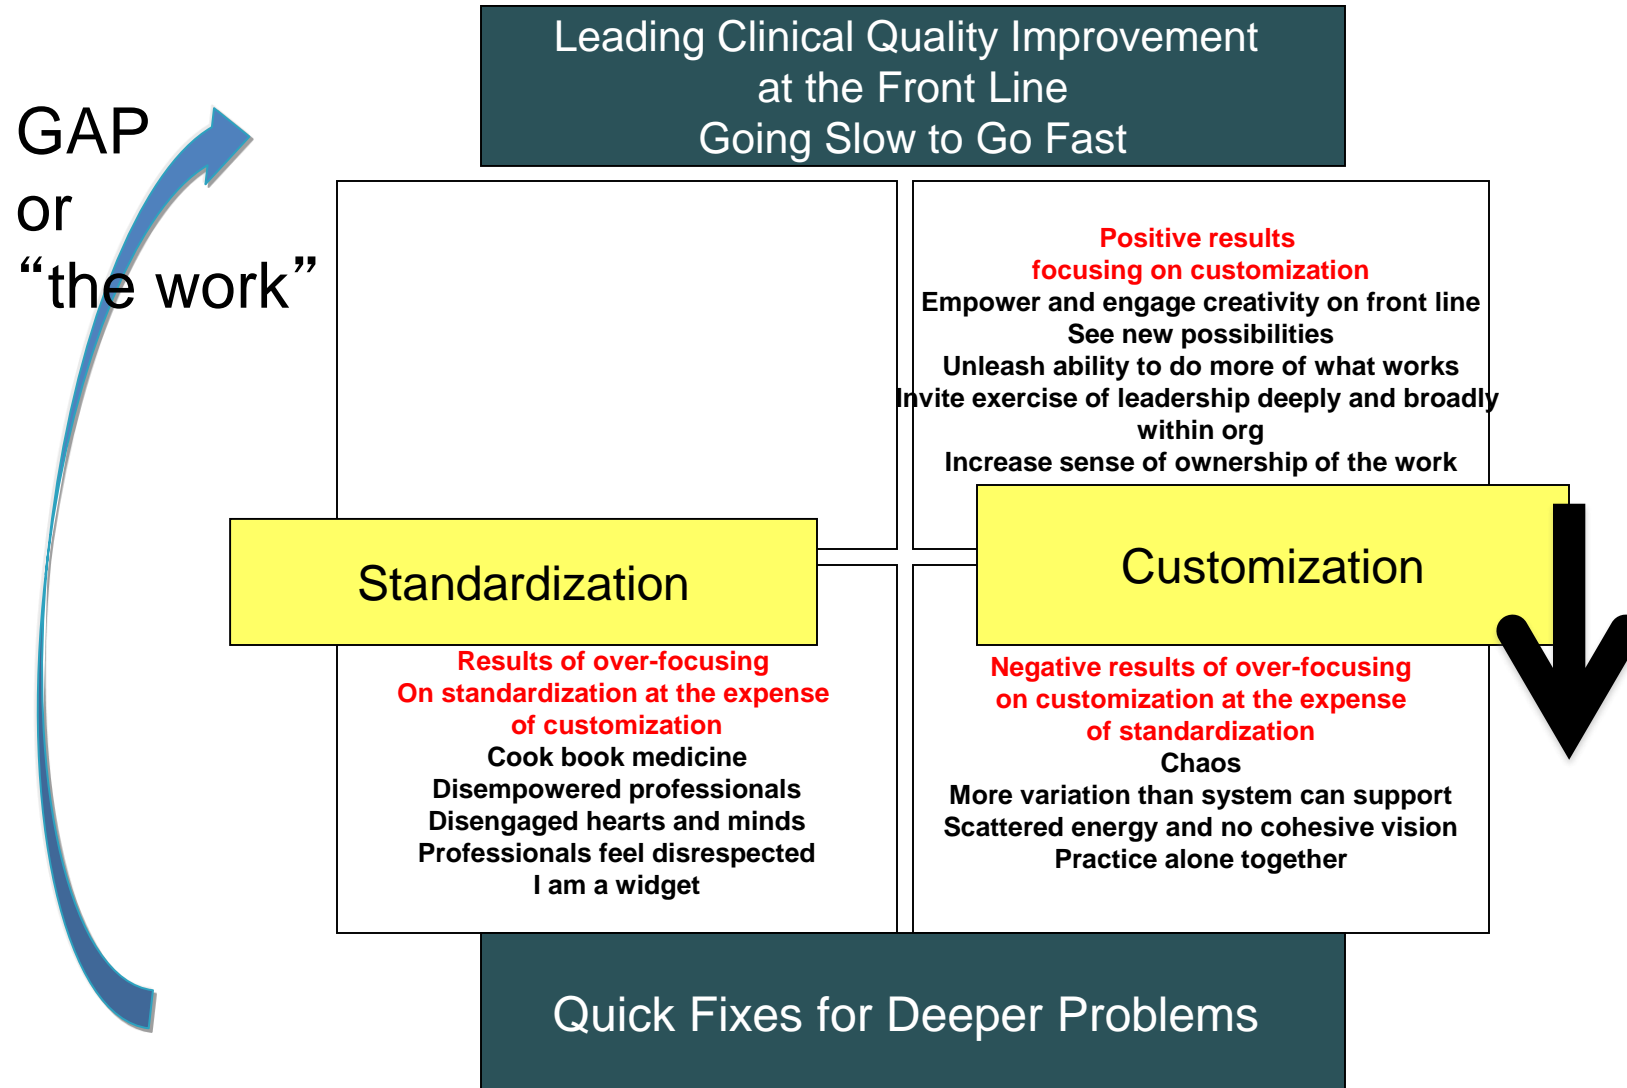 Leading Clinical Quality Improvement
at the Front Line
Going Slow to Go Fast
GAP
or
“the work”
Positive results
focusing on customization
Empower and engage creativity on front line
See new possibilities
Unleash ability to do more of what works
Invite exercise of leadership deeply and broadly
within org
Increase sense of ownership of the work
Standardization
Customization
Results of over-focusing
On standardization at the expense
of customization
Cook book medicine
Disempowered professionals
Disengaged hearts and minds
Professionals feel disrespected
I am a widget
Negative results of over-focusing
on customization at the expense
of standardization
Chaos
More variation than system can support
Scattered energy and no cohesive vision
Practice alone together
Quick Fixes for Deeper Problems